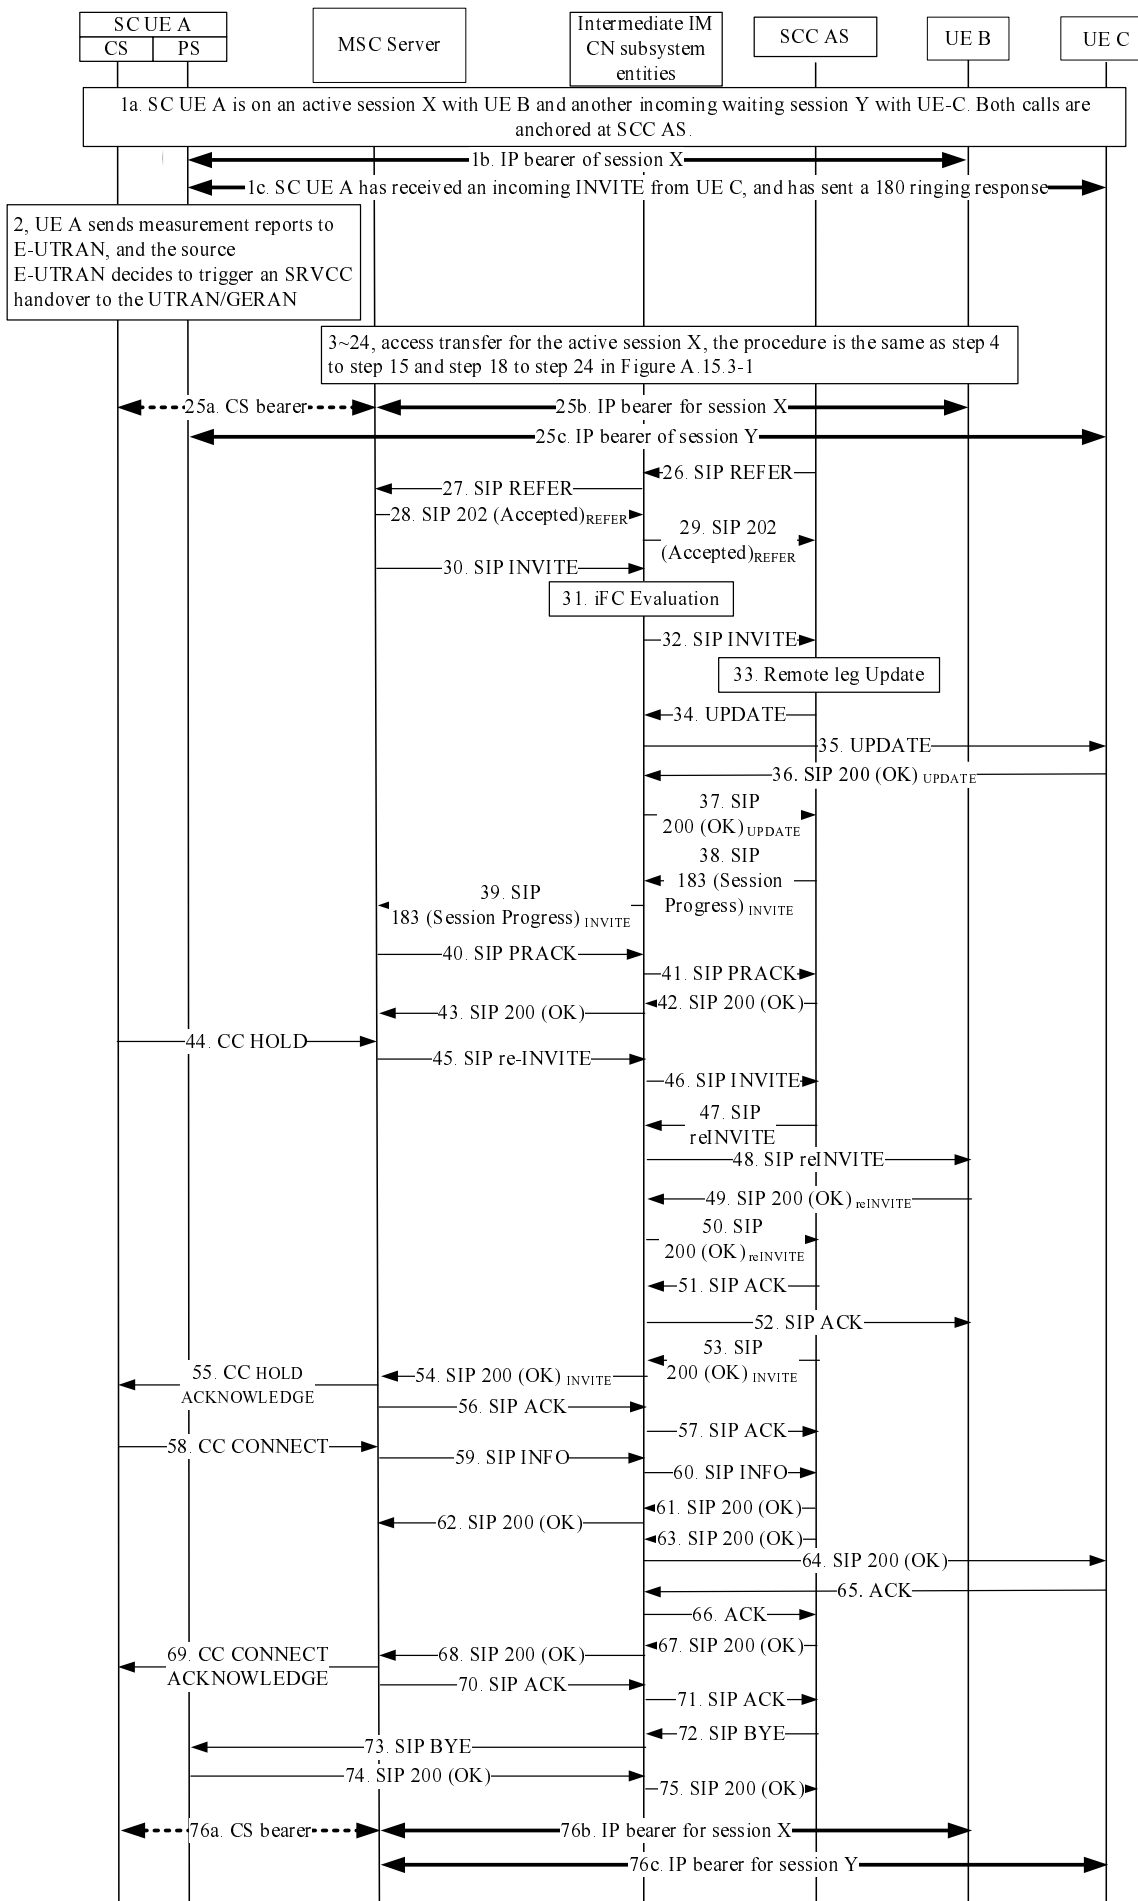 SC UE A
CS
PS
MSC Server
Intermediate IM
CN subsystem
entities
SCC AS
UE B
UE C
1a. SC UE A is on an active session X with UE B and another incoming waiting session Y with UE-C. Both calls are
anchored at SCC AS.
1b. IP bearer of session X
1c. SC UE A has received an incoming INVITE from UE C, and has sent a 180 ringing response
2, UE A sends measurement reports to
E-UTRAN, and the source
E-UTRAN decides to trigger an SRVCC
handover to the UTRAN/GERAN
3~24, access transfer for the active session X, the procedure is the same as step 4
to step 15 and step 18 to step 24 in Figure A.15.3-1
25a. CS bearer
25b. IP bearer for session X
25c. IP bearer of session Y
26. SIP REFER
27. SIP REFER
28. SIP 202 (Accepted)REFER
29. SIP 202
(Accepted)REFER
30. SIP INVITE
31. iFC Evaluation
32. SIP INVITE
33. Remote leg Update
34. UPDATE
35. UPDATE
36. SIP 200 (OK) UPDATE
37. SIP
200 (OK) UPDATE
38. SIP
183 (Session
Progress) INVITE
39. SIP
183 (Session Progress) INVITE
40. SIP PRACK
41. SIP PRACK
42. SIP 200 (OK)
43. SIP 200 (OK)
44. CC HOLD
45. SIP re-INVITE
46. SIP INVITE
47. SIP
reINVITE
48. SIP reINVITE
49. SIP 200 (OK) reINVITE
50. SIP
200 (OK) reINVITE
51. SIP ACK
52. SIP ACK
53. SIP
200 (OK) INVITE
54. SIP 200 (OK) INVITE
55. CC HOLD
ACKNOWLEDGE
56. SIP ACK
57. SIP ACK
58. CC CONNECT
59. SIP INFO
60. SIP INFO
61. SIP 200 (OK)
62. SIP 200 (OK)
63. SIP 200 (OK)
64. SIP 200 (OK)
65. ACK
66. ACK
67. SIP 200 (OK)
68. SIP 200 (OK)
69. CC CONNECT
ACKNOWLEDGE
70. SIP ACK
71. SIP ACK
72. SIP BYE
73. SIP BYE
74. SIP 200 (OK)
75. SIP 200 (OK)
76a. CS bearer
76b. IP bearer for session X
76c. IP bearer for session Y